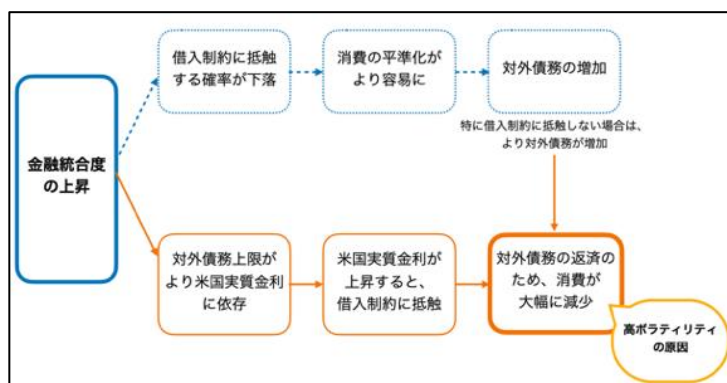 金融統合度
の上昇
借入制約に抵触
する確率が下落
消費の平準化が
より容易に
対外債務の増加
特に借入制約に抵触しない場合は、
より対外債務が増加
対外債務上限が
より米国実質金利
に依存
米国実質金利が
上昇すると、
借入制約に抵触
対外債務の返済の
ため、消費が
大幅に減少
高ボラティリティ
の原因